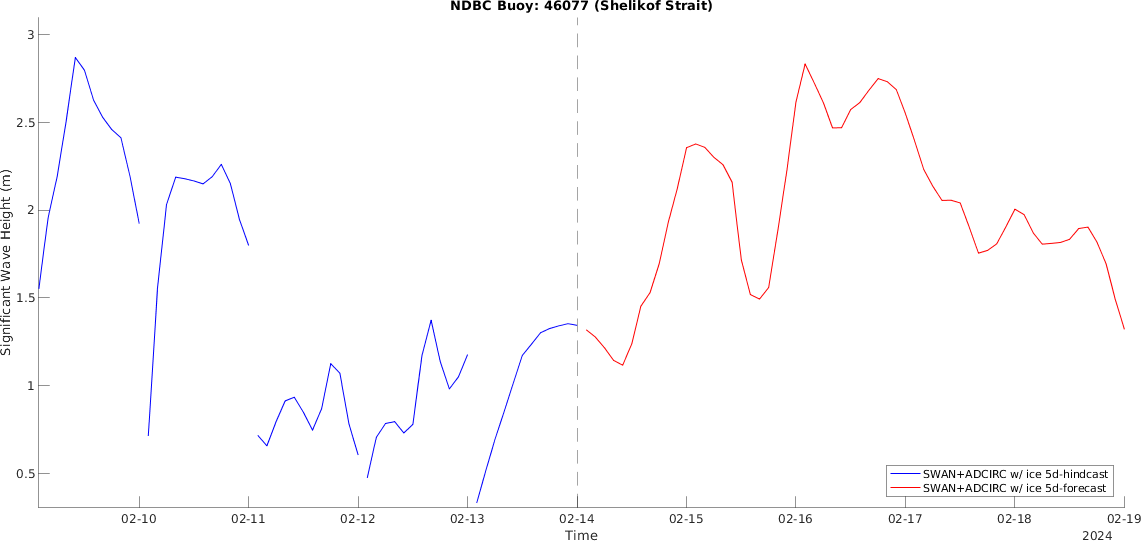 NDBC Buoy: 46077 (Shelikof Strait)
Significant Wave Height (m)
3
2.5
2
1.5
1
0.5
02-10 02-11 02-12 02-13 02-14 02-15 02-16 02-17 02-18 02-19
Time
2024
SWAN+ADCIRC w/ ice 5d-hindcast
SWAN+ADCIRC w/ ice 5d-forecast